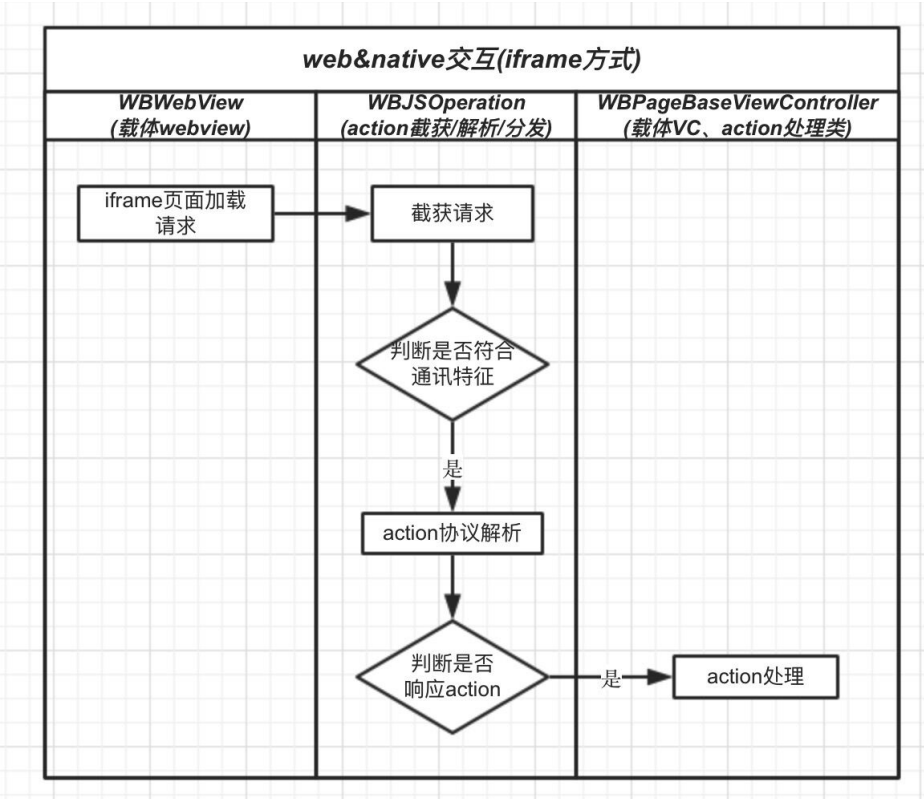 web&native交互(iframe方式)
WBWebView
(载体webview)
WBJSOperation
(action截获/解析/分发)
WBPageBaseViewController
(载体VC、action处理类)
iframe页面加载
请求
截获请求
判断是否符合
通讯特征
是
action协议解析
判断是否
响应action
是
action处理